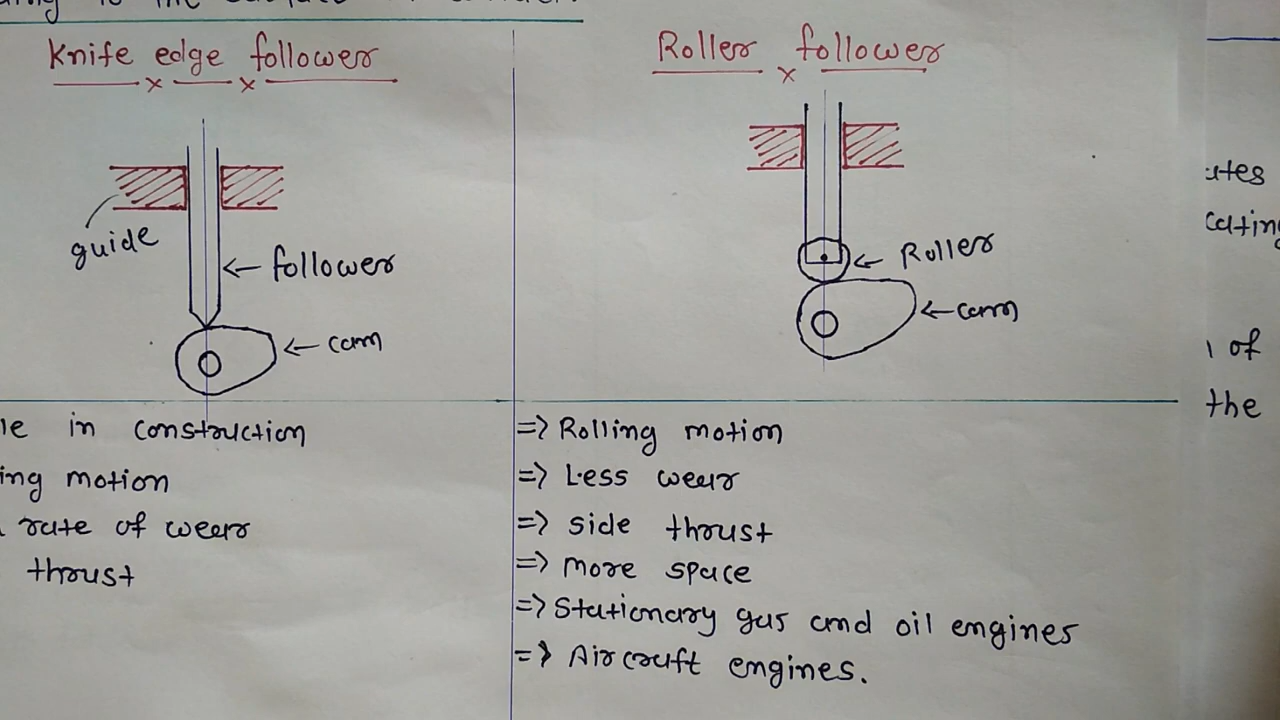 Knife edge follower
guide
follower
cam
le in construction
ing motion
rate of wear
thrust
Roller follower
Roller
cam
=> Rolling motion
=> Less wear
=> side thrust
=> more space
=> Stationary gas and oil engines
=> Aircraft engines.
of
the